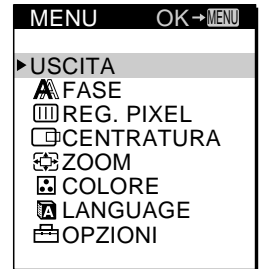 MENU OK→MENU
USCITA
FASE
REG. PIXEL
CENTRATURA
ZOOM
COLORE
LANGUAGE
OPZIONI